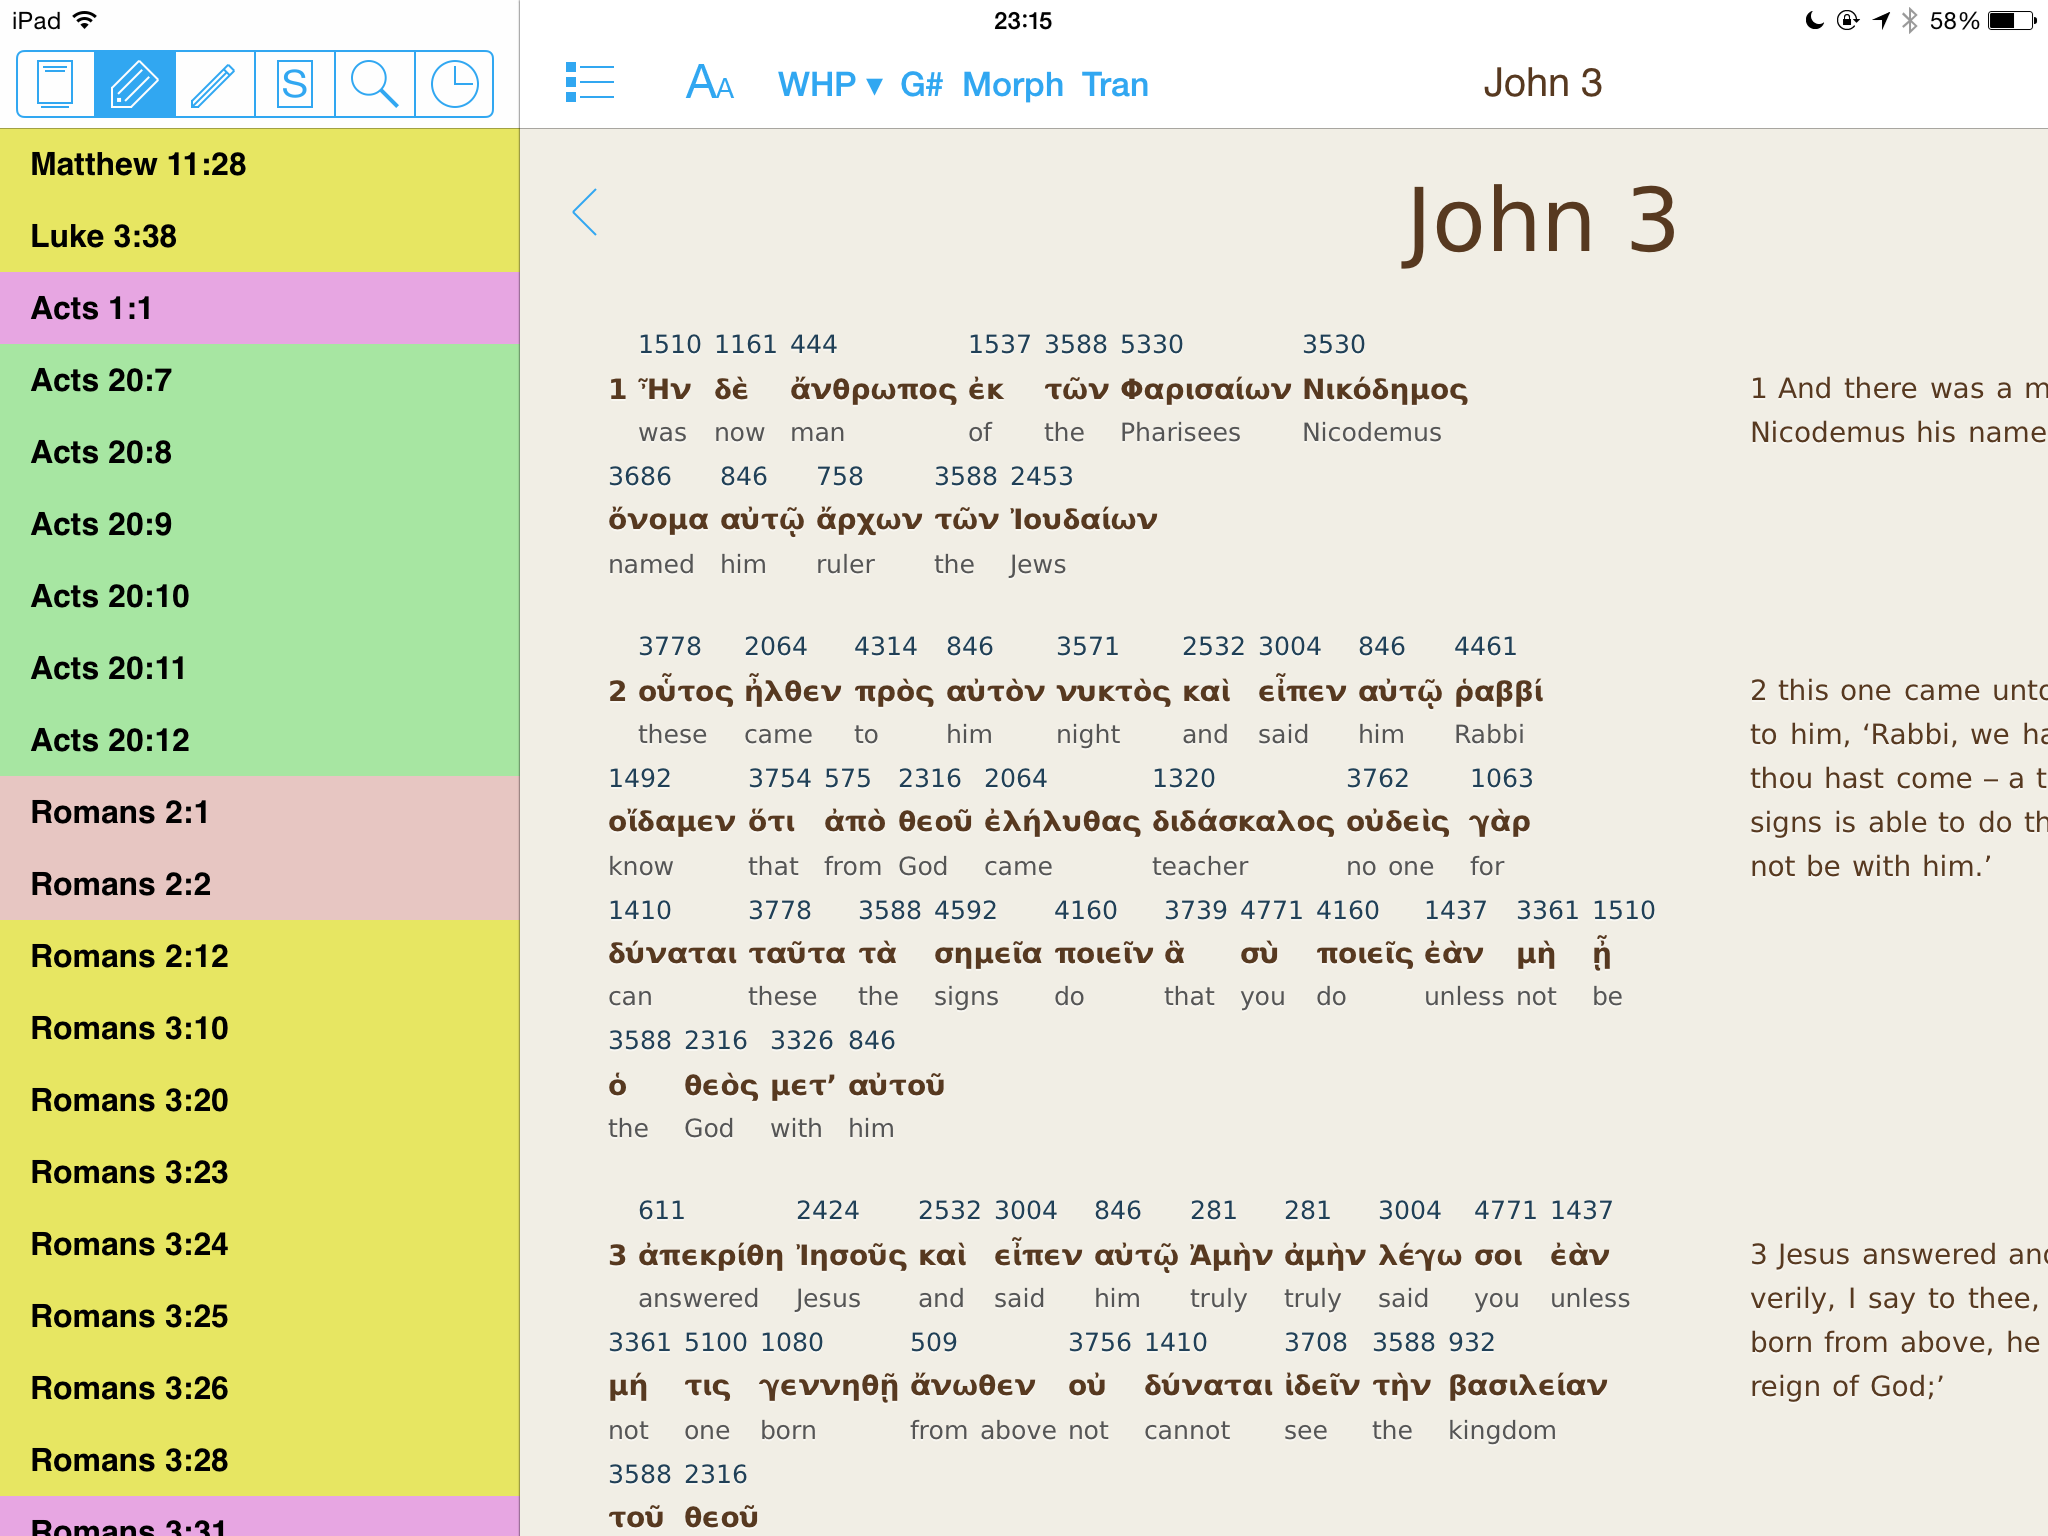 iPad 23:15 58%
S AA WHP ▾ G# Morph Tran John 3
Matthew 11:28
Luke 3:38
Acts 1:1
Acts 20:7
Acts 20:8
Acts 20:9
Acts 20:10
Acts 20:11
Acts 20:12
Romans 2:1
Romans 2:2
Romans 2:12
Romans 3:10
Romans 3:20
Romans 3:23
Romans 3:24
Romans 3:25
Romans 3:26
Romans 3:28
Romans 3:31
John 3
1510 1161 444 1537 3588 5330 3530
1 Ἦν δὲ ἄνθρωπος ἐκ τῶν Φαρισαίων Νικόδημος
was now man of the Pharisees Nicodemus
3686 846 758 3588 2453
ὄνομα αὐτῷ ἄρχων τῶν Ἰουδαίων
named him ruler the Jews
3778 2064 4314 846 3571 2532 3004 846 4461
2 οὗτος ἦλθεν πρὸς αὐτὸν νυκτὸς καὶ εἶπεν αὐτῷ ῥαββί
these came to him night and said him Rabbi
1492 3754 575 2316 2064 1320 3762 1063
οἴδαμεν ὅτι ἀπὸ θεοῦ ἐλήλυθας διδάσκαλος οὐδεὶς γὰρ
know that from God came teacher no one for
1410 3778 3588 4592 4160 3739 4771 4160 1437 3361 1510
δύναται ταῦτα τὰ σημεῖα ποιεῖν ἃ σὺ ποιεῖς ἐὰν μὴ ᾖ
can these the signs do that you do unless not be
3588 2316 3326 846
ὁ θεὸς μετ’ αὐτοῦ
the God with him
611 2424 2532 3004 846 281 281 3004 4771 1437
3 ἀπεκρίθη Ἰησοῦς καὶ εἶπεν αὐτῷ Ἀμὴν ἀμὴν λέγω σοι ἐὰν
answered Jesus and said him truly truly said you unless
3361 5100 1080 509 3756 1410 3708 3588 932
μή τις γεννηθῇ ἄνωθεν οὐ δύναται ἰδεῖν τὴν βασιλείαν
not one born from above not cannot see the kingdom
3588 2316
τοῦ θεοῦ
1 And there was a m
Nicodemus his name
2 this one came unto
to him, ‘Rabbi, we ha
thou hast come – a t
signs is able to do th
not be with him.’
3 Jesus answered and
verily, I say to thee,
born from above, he
reign of God;’